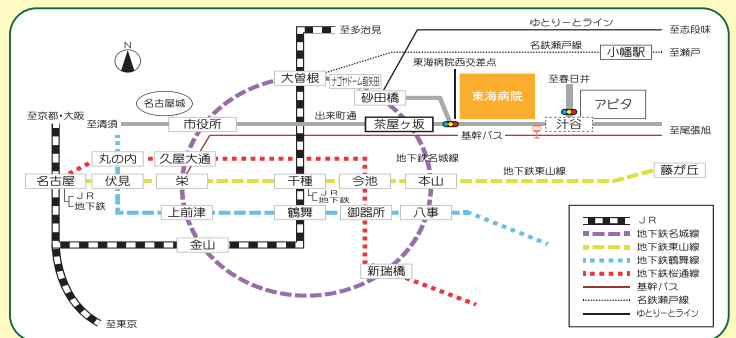 至多治見
ゆとりーとライン
至志段味
N
名鉄瀬戸線
小幡駅
至瀬戸
東海病院西交差点
大曽根
ナゴヤドーム前矢田
至春日井
砂田橋
東海病院
アピタ
名古屋城
至京都・大阪
至清須
市役所
出来町通
茶屋ヶ坂
汁谷
基幹バス
至尾張旭
丸の内
久屋大通
地下鉄名城線
地下鉄東山線
藤が丘
名古屋
伏見
栄
千種
今池
本山
JR
地下鉄
JR
地下鉄
上前津
鶴舞
御器所
八事
金山
新瑞橋
至東京
JR
地下鉄名城線
地下鉄東山線
地下鉄鶴舞線
地下鉄桜通線
基幹バス
名鉄瀬戸線
ゆとりーとライン